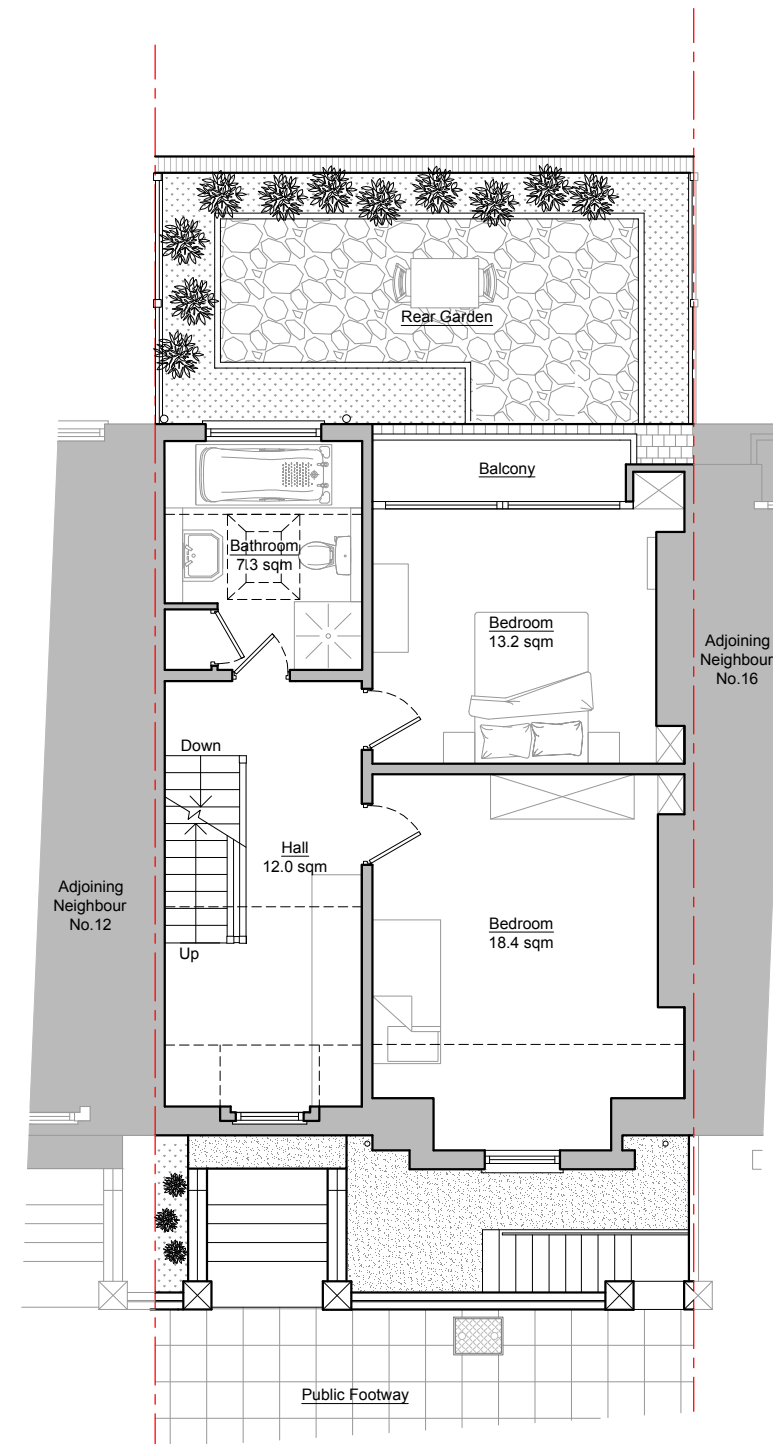 Rear Garden
Balcony
Bathroom
7.3 sqm
Bedroom
13.2 sqm
Adjoining
Neighbour
No.16
Down
Hall
12.0 sqm
Adjoining
Neighbour
No.12
Bedroom
18.4 sqm
Up
Public Footway